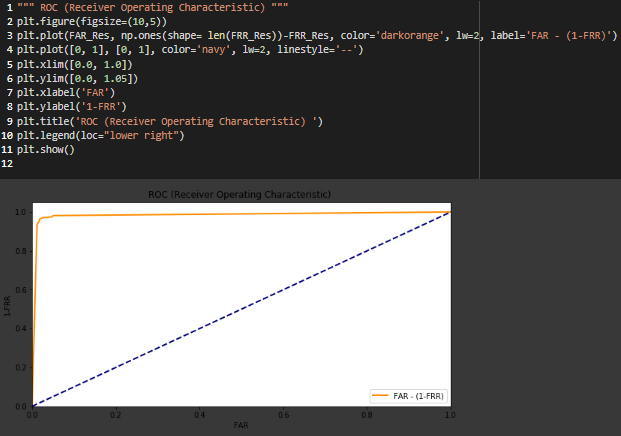 1 """ ROC (Receiver Operating Characteristic) """
2 plt.figure(figsize=(10,5))
3 plt.plot(FAR_Res, np.ones(shape= len(FRR_Res))-FRR_Res, color='darkorange', lw=2, label='FAR - (1-FRR)')
4 plt.plot([0, 1], [0, 1], color='navy', lw=2, linestyle='--')
5 plt.xlim([0.0, 1.0])
6 plt.ylim([0.0, 1.05])
7 plt.xlabel('FAR')
8 plt.ylabel('1-FRR')
9 plt.title('ROC (Receiver Operating Characteristic) ')
10 plt.legend(loc="lower right")
11 plt.show()
12
ROC (Receiver Operating Characteristic)
1.0
0.8
0.6
0.4
0.2
0.0
1-FRR
FAR - (1-FRR)
0.0 0.2 0.4 0.6 0.8 1.0
FAR